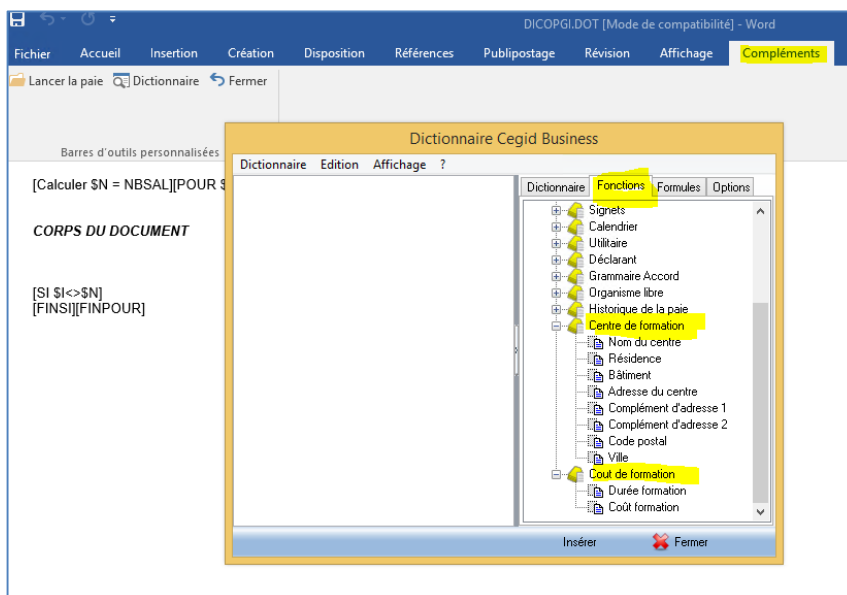 DICOPGI.DOT [Mode de compatibilité] - Word
Fichier Accueil Insertion Création Disposition Références Publipostage Révision Affichage Compléments
Lancer la paie Dictionnaire Fermer
Barres d'outils personnalisées
[Calculer $N = NBSAL][POUR $
CORPS DU DOCUMENT
[SI $I<>$N]
[FINSI][FINPOUR]
Dictionnaire Cegid Business
Dictionnaire Edition Affichage ?
Dictionnaire Fonctions Formules Options
Signets
Calendrier
Utilitaire
Déclarant
Grammaire Accord
Organisme libre
Historique de la paie
Centre de formation
Nom du centre
Résidence
Bâtiment
Adresse du centre
Complément d'adresse 1
Complément d'adresse 2
Code postal
Ville
Cout de formation
Durée formation
Coût formation
Insérer Fermer